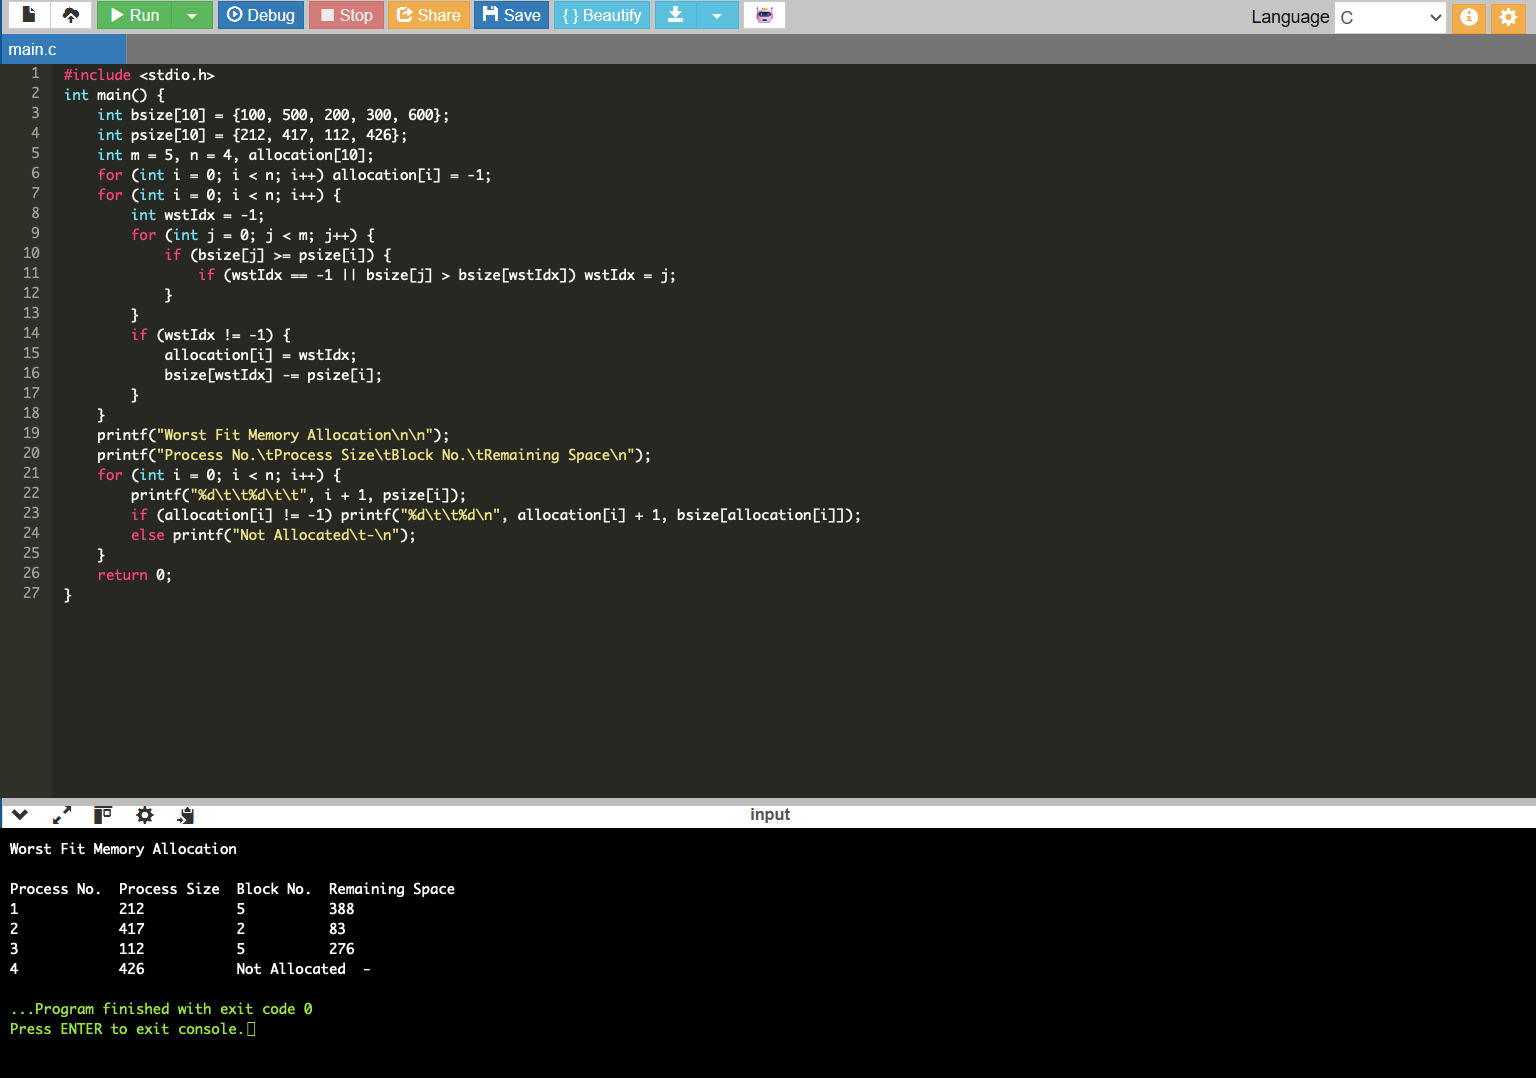 Run Debug Stop Share Save { } Beautify Language C
main.c
1 #include <stdio.h>
2 int main() {
3     int bsize[10] = {100, 500, 200, 300, 600};
4     int psize[10] = {212, 417, 112, 426};
5     int m = 5, n = 4, allocation[10];
6     for (int i = 0; i < n; i++) allocation[i] = -1;
7     for (int i = 0; i < n; i++) {
8         int wstIdx = -1;
9         for (int j = 0; j < m; j++) {
10             if (bsize[j] >= psize[i]) {
11                 if (wstIdx == -1 || bsize[j] > bsize[wstIdx]) wstIdx = j;
12             }
13         }
14         if (wstIdx != -1) {
15             allocation[i] = wstIdx;
16             bsize[wstIdx] -= psize[i];
17         }
18     }
19     printf("Worst Fit Memory Allocation\n\n");
20     printf("Process No.\tProcess Size\tBlock No.\tRemaining Space\n");
21     for (int i = 0; i < n; i++) {
22         printf("%d\t\t%d\t\t", i + 1, psize[i]);
23         if (allocation[i] != -1) printf("%d\t\t%d\n", allocation[i] + 1, bsize[allocation[i]]);
24         else printf("Not Allocated\t-\n");
25     }
26     return 0;
27 }
input
Worst Fit Memory Allocation
Process No. Process Size Block No. Remaining Space
1 212 5 388
2 417 2 83
3 112 5 276
4 426 Not Allocated -
...Program finished with exit code 0
Press ENTER to exit console.